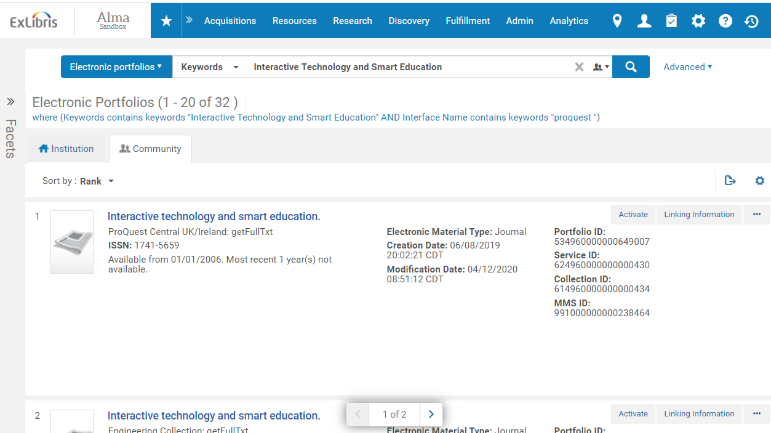 ExLibris Alma Sandbox Acquisitions Resources Research Discovery Fulfillment Admin Analytics
Electronic portfolios Keywords Interactive Technology and Smart Education Advanced
Electronic Portfolios (1 - 20 of 32 )
where (Keywords contains keywords "Interactive Technology and Smart Education" AND Interface Name contains keywords "proquest ")
Facets
Institution Community
Sort by : Rank
1 Interactive technology and smart education. Activate Linking Information
ProQuest Central UK/Ireland: getFullTxt
ISSN: 1741-5659
Available from 01/01/2006. Most recent 1 year(s) not
available.
Electronic Material Type: Journal
Creation Date: 06/08/2019
20:02:21 CDT
Modification Date: 04/12/2020
08:51:12 CDT
Portfolio ID:
534960000000649007
Service ID:
624960000000000430
Collection ID:
614960000000000434
MMS ID:
991000000000238464
1 of 2
2 Interactive technology and smart education. Activate Linking Information
Engineering Collection: getFullTxt Electronic Material Type: Journal Portfolio ID: